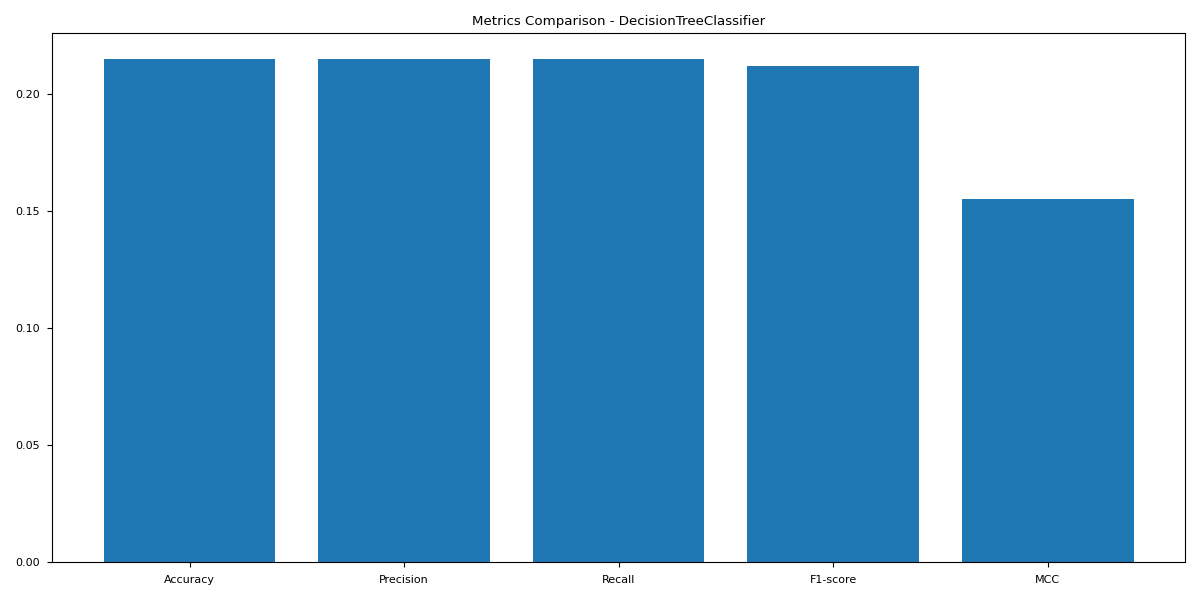 Metrics Comparison - DecisionTreeClassifier
0.20
0.15
0.10
0.05
0.00
Accuracy Precision Recall F1-score MCC